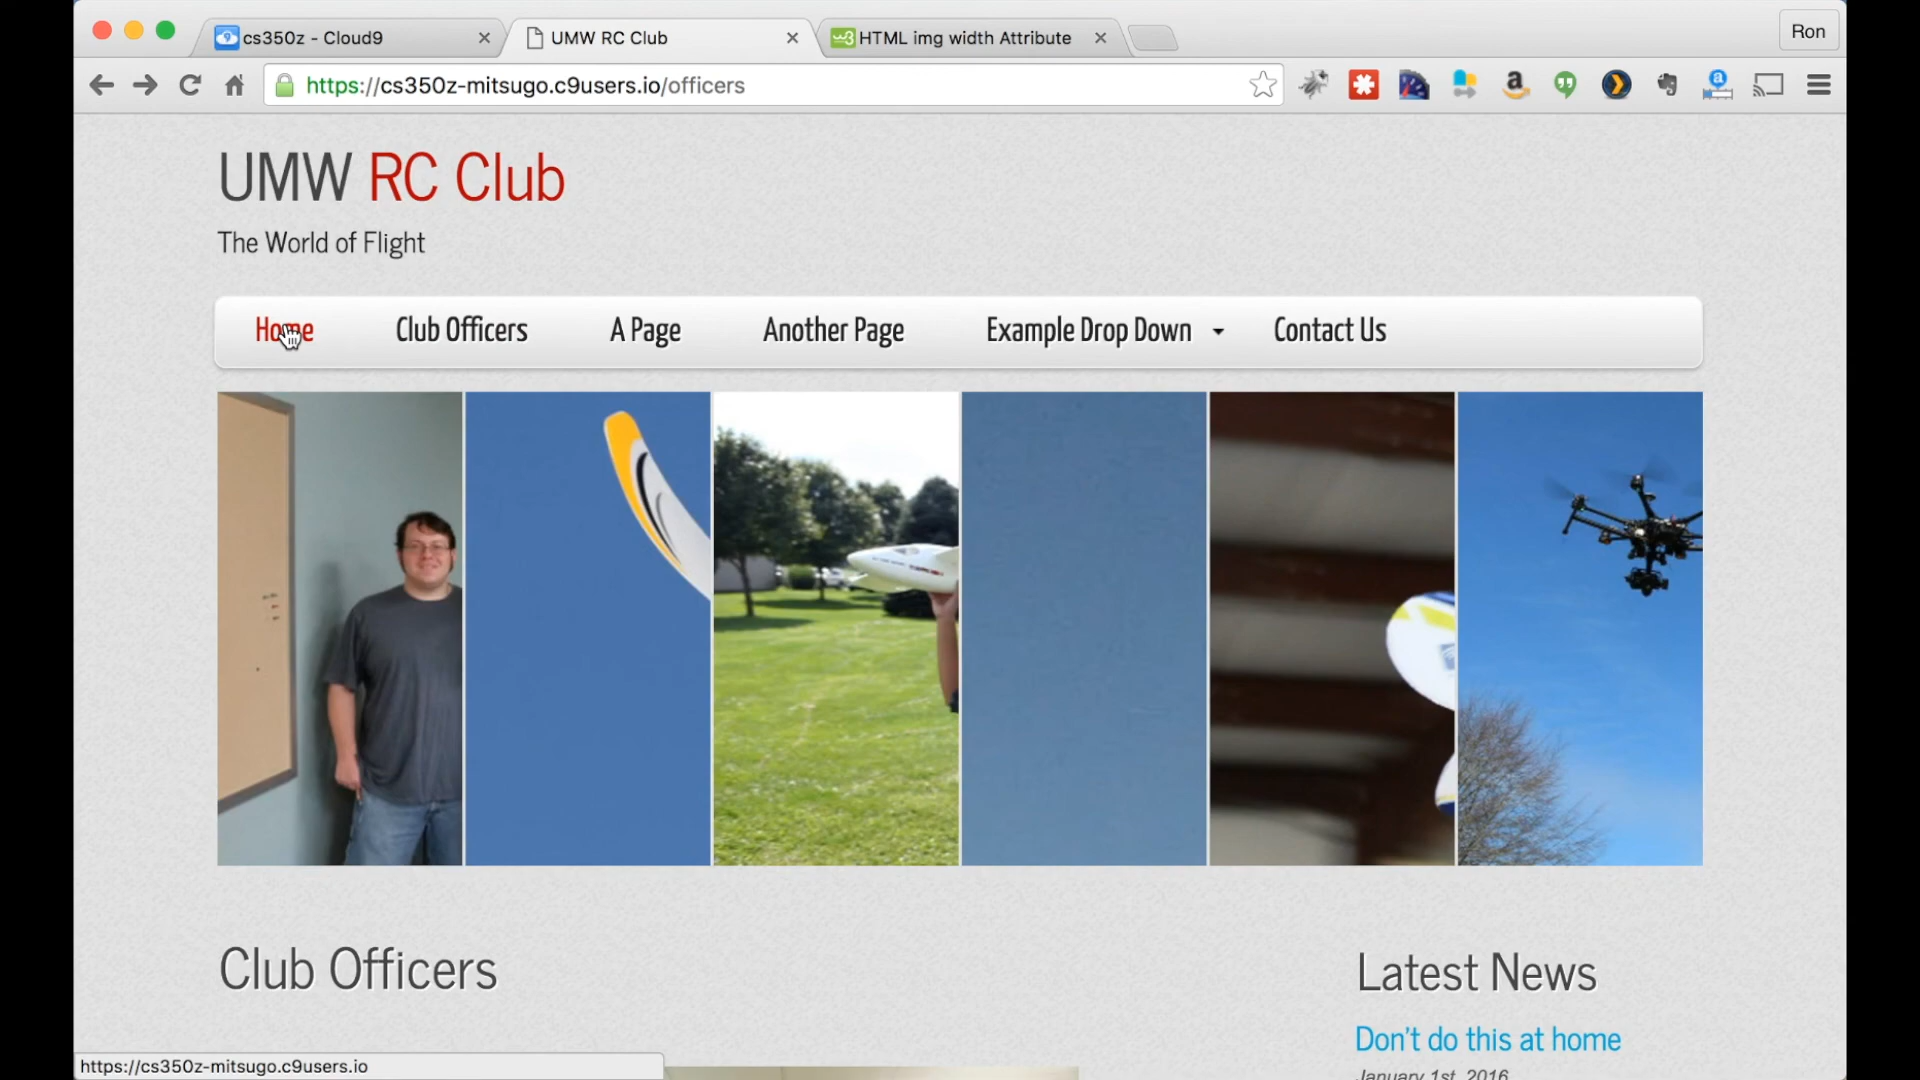 cs350z - Cloud9
UMW RC Club
HTML img width Attribute
Ron
https://cs350z-mitsugo.c9users.io/officers
UMW RC Club
The World of Flight
Home
Club Officers
A Page
Another Page
Example Drop Down
Contact Us
Club Officers
Latest News
Don't do this at home
January 1st, 2016
https://cs350z-mitsugo.c9users.io